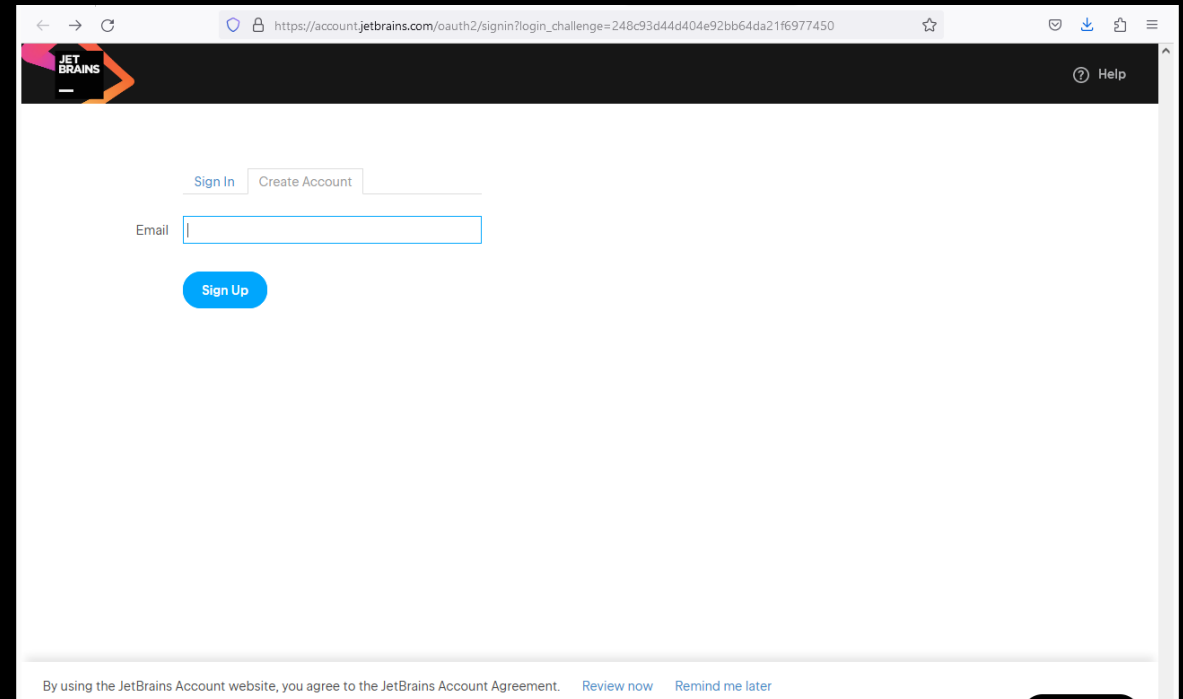 https://account.jetbrains.com/oauth2/signin?login_challenge=248c93d44d404e92bb64da21f6977450
JET
BRAINS
? Help
Sign In Create Account
Email
Sign Up
By using the JetBrains Account website, you agree to the JetBrains Account Agreement. Review now Remind me later